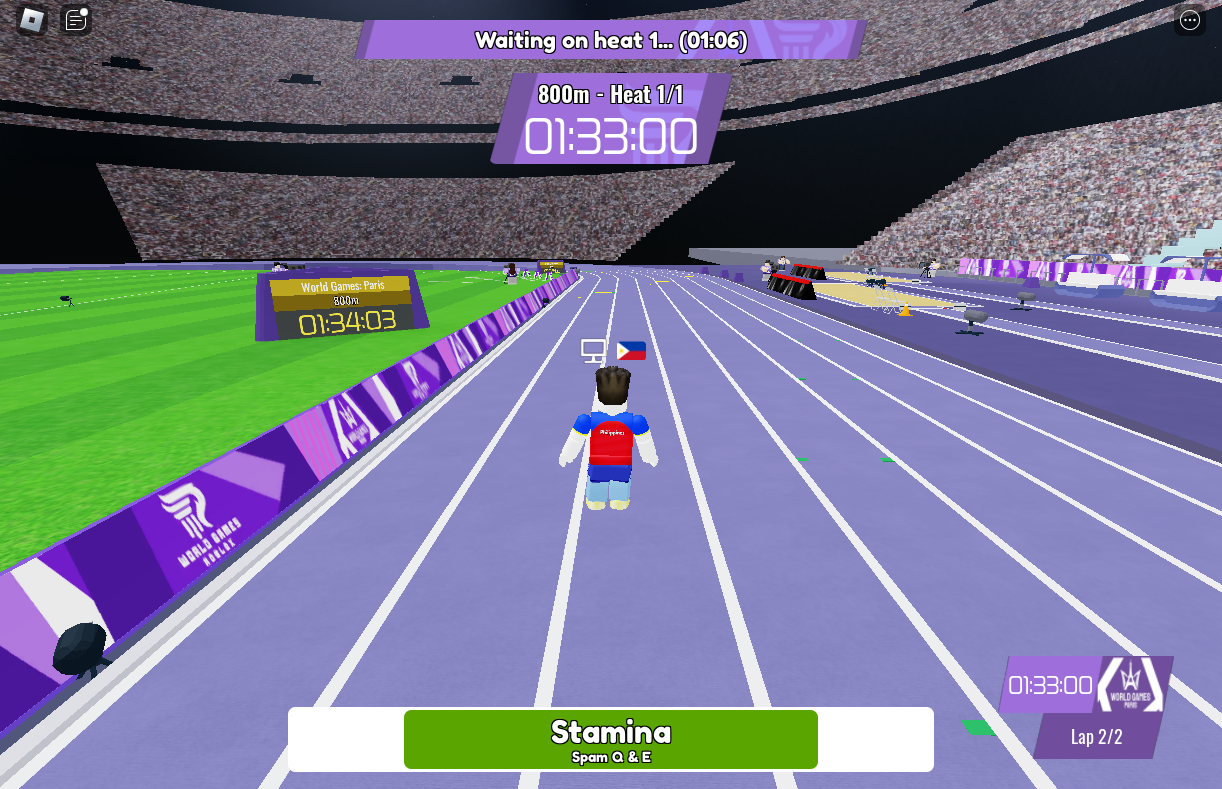 Waiting on heat 1... (01:06)
800m - Heat 1/1
01:33:00
World Games: Paris
800m
01:34:03
Philippines
WORLD GAMES
ROBLOX
01:33:00
WORLD GAMES
PARIS
Lap 2/2
Stamina
Spam Q & E